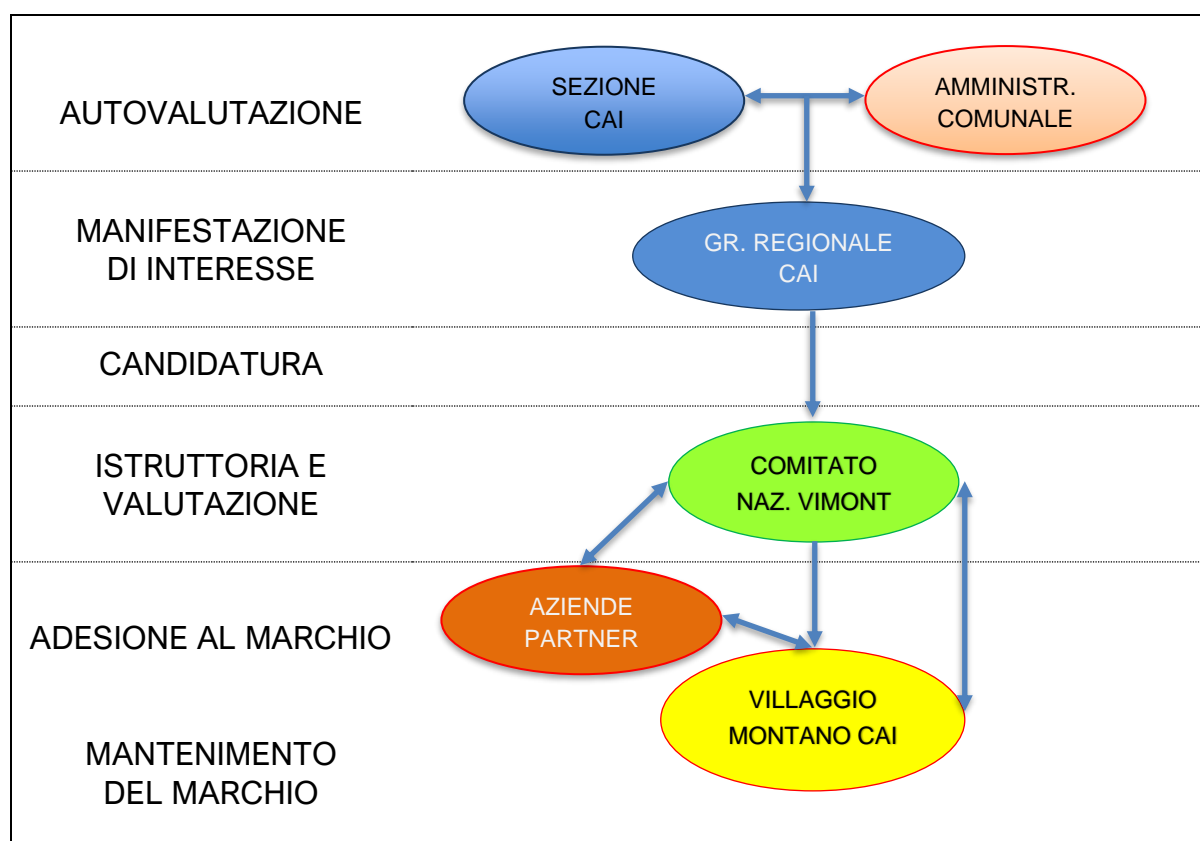 AUTOVALUTAZIONE
SEZIONE
CAI
AMMINISTR.
COMUNALE
MANIFESTAZIONE
DI INTERESSE
GR. REGIONALE
CAI
CANDIDATURA
ISTRUTTORIA E
VALUTAZIONE
COMITATO
NAZ. VIMONT
ADESIONE AL MARCHIO
AZIENDE
PARTNER
VILLAGGIO
MONTANO CAI
MANTENIMENTO
DEL MARCHIO